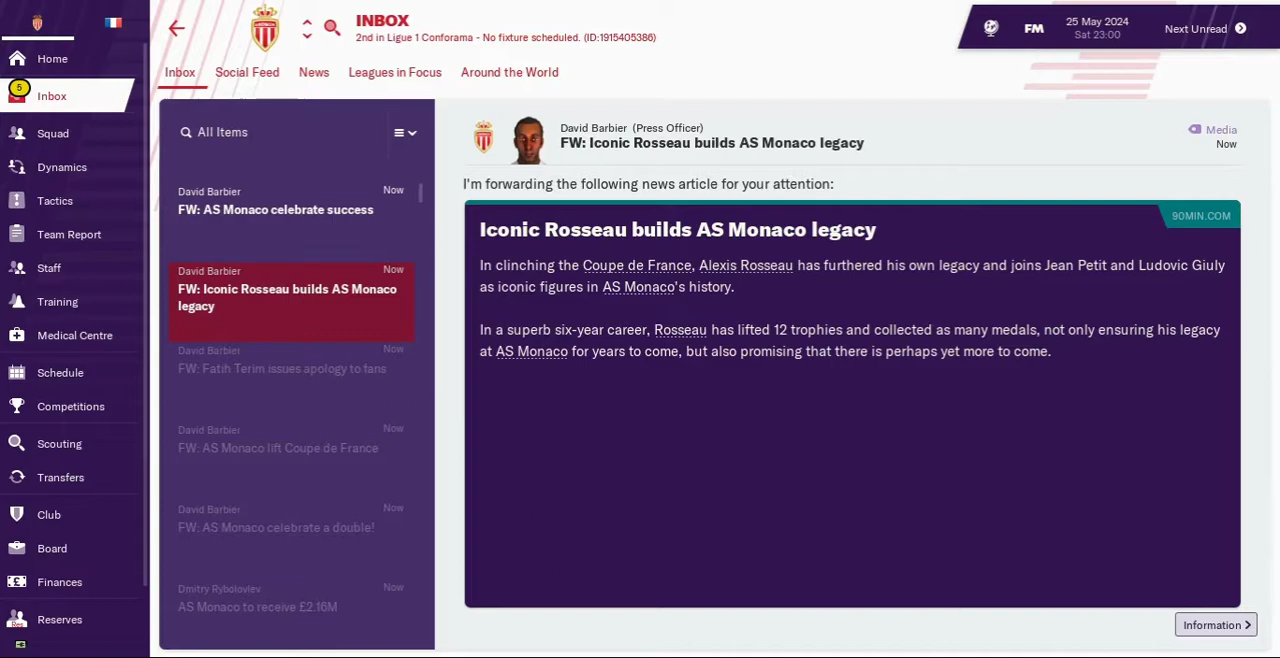 INBOX
2nd in Ligue 1 Conforama - No fixture scheduled. (ID:1915405386)
FM
25 May 2024
Sat 23:00
Next Unread
Inbox
Social Feed
News
Leagues in Focus
Around the World
Home
5
Inbox
Squad
Dynamics
Tactics
Team Report
Staff
Training
Medical Centre
Schedule
Competitions
Scouting
Transfers
Club
Board
Finances
Res
Reserves
All Items
David Barbier Now
FW: AS Monaco celebrate success
David Barbier Now
FW: Iconic Rosseau builds AS Monaco
legacy
David Barbier Now
FW: Fatih Terim issues apology to fans
David Barbier Now
FW: AS Monaco lift Coupe de France
David Barbier Now
FW: AS Monaco celebrate a double!
Dmitry Rybolovlev Now
AS Monaco to receive £2.16M
David Barbier (Press Officer)
FW: Iconic Rosseau builds AS Monaco legacy
Media
Now
I'm forwarding the following news article for your attention:
90MIN.COM
Iconic Rosseau builds AS Monaco legacy
In clinching the Coupe de France, Alexis Rosseau has furthered his own legacy and joins Jean Petit and Ludovic Giuly
as iconic figures in AS Monaco's history.
In a superb six-year career, Rosseau has lifted 12 trophies and collected as many medals, not only ensuring his legacy
at AS Monaco for years to come, but also promising that there is perhaps yet more to come.
Information